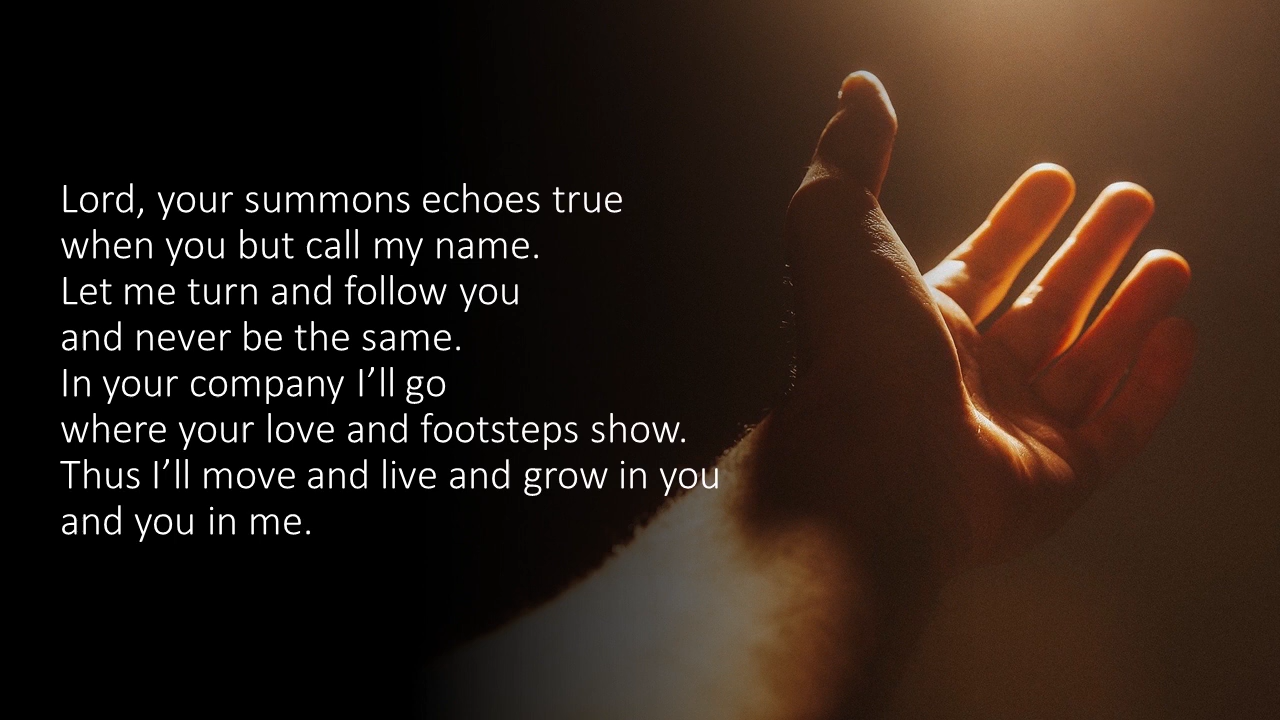 Lord, your summons echoes true
when you but call my name.
Let me turn and follow you
and never be the same.
In your company I’ll go
where your love and footsteps show.
Thus I’ll move and live and grow in you
and you in me.